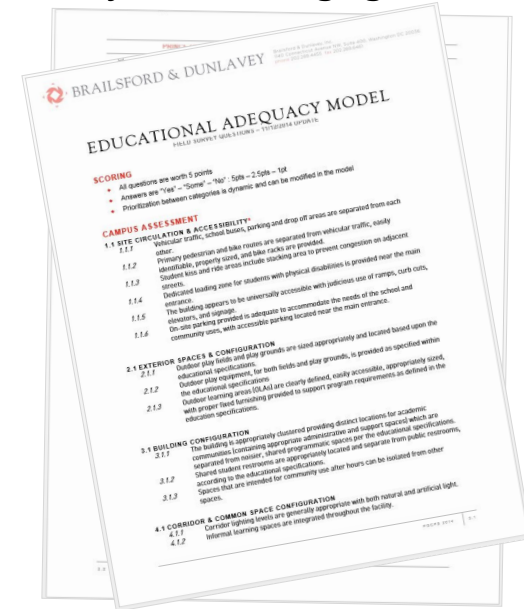 BRAILSFORD & DUNLAVEY
EDUCATIONAL ADEQUACY MODEL
FIELD SURVEY QUESTIONS – 11/12/2014 UPDATE
SCORING
• All questions are worth 5 points
• Answers are "Yes" – "Some" – "No" : 5pts – 2.5pts – 1pt
• Prioritization between categories is dynamic and can be modified in the model
CAMPUS ASSESSMENT
1.1 SITE CIRCULATION & ACCESSIBILITY*
1.1.1 Vehicular traffic, school buses, parking and drop off areas are separated from each
other.
1.1.2 Primary pedestrian and bike routes are separated from vehicular traffic, easily
identifiable, properly sized, and bike racks are provided.
1.1.3 Student kiss and ride areas include stacking area to prevent congestion on adjacent
streets.
1.1.4 Dedicated loading zone for students with physical disabilities is provided near the main
entrance.
1.1.5 The building appears to be universally accessible with judicious use of ramps, curb cuts,
elevators, and signage.
1.1.6 On-site parking provided is adequate to accommodate the needs of the school and
community uses, with accessible parking located near the main entrance.
2.1 EXTERIOR SPACES & CONFIGURATION
2.1.1 Outdoor play fields and play grounds are sized appropriately and located based upon the
educational specifications.
2.1.2 Outdoor play equipment, for both fields and play grounds, is provided as specified within
the educational specifications
2.1.3 Outdoor learning areas (OLAs) are clearly defined, easily accessible, appropriately sized,
with proper fixed furnishing provided to support program requirements as defined in the
education specifications.
3.1 BUILDING CONFIGURATION
3.1.1 The building is appropriately clustered providing distinct locations for academic
communities (containing appropriate administrative and support spaces) which are
separated from noisier, shared programmatic spaces per the educational specifications.
3.1.2 Shared student restrooms are appropriately located and separate from public restrooms,
according to the educational specifications.
3.1.3 Spaces that are intended for community use after hours can be isolated from other
spaces.
4.1 CORRIDOR & COMMON SPACE CONFIGURATION
4.1.1 Corridor lighting levels are generally appropriate with both natural and artificial light.
4.1.2 Informal learning spaces are integrated throughout the facility.